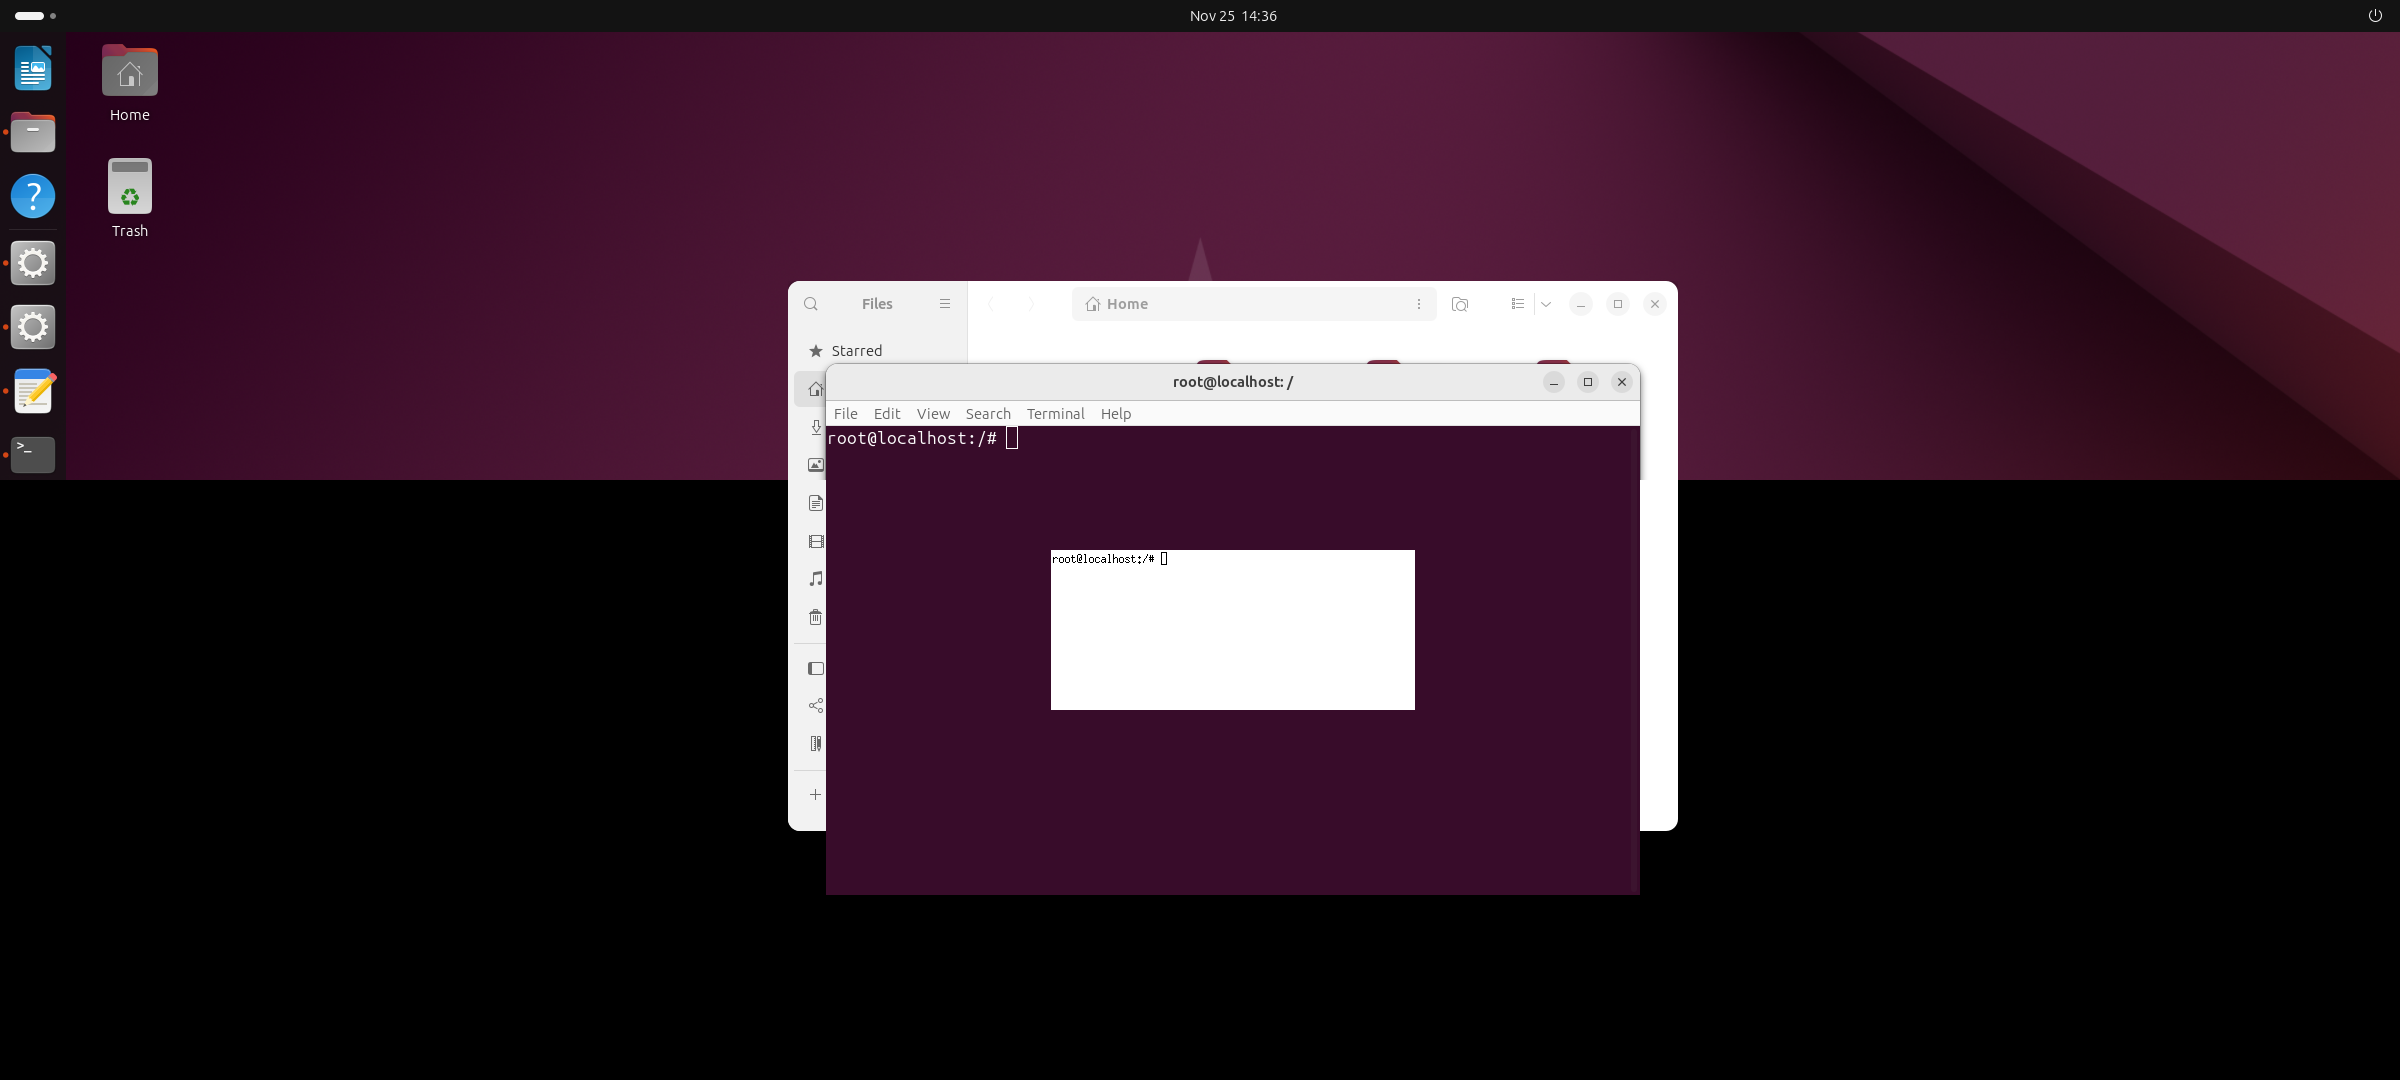 Nov 25  14:36
Home
Trash
Files
Home
Starred
root@localhost: /
File Edit View Search Terminal Help
root@localhost:/#
root@localhost:/#